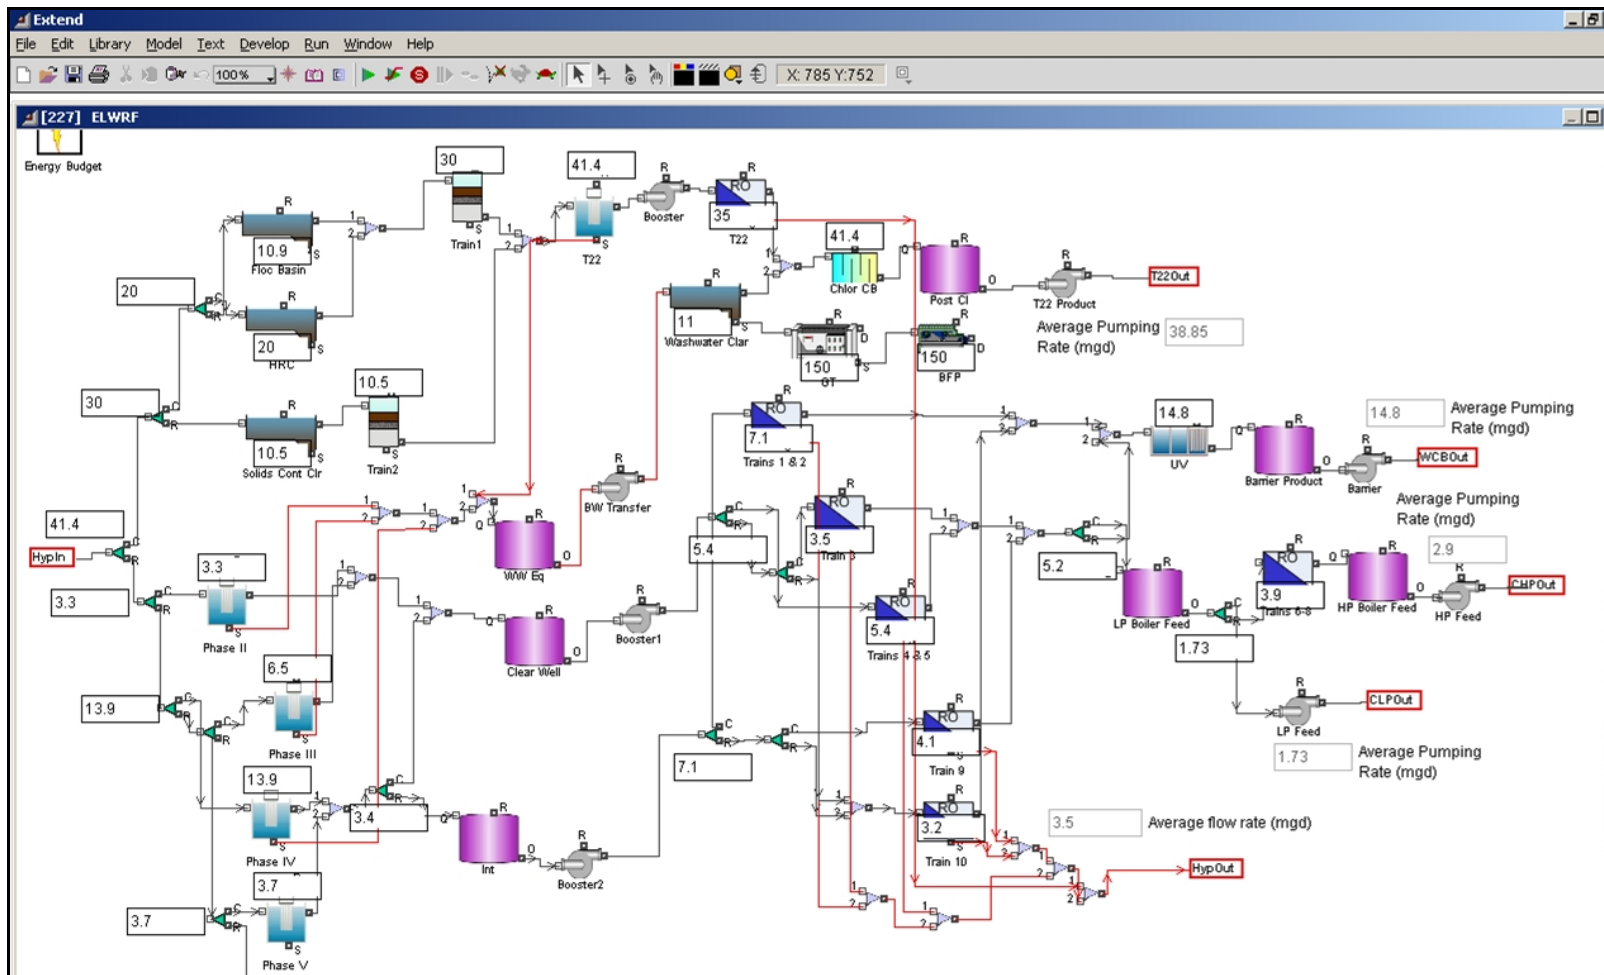 Extend
File Edit Library Model Text Develop Run Window Help
100% X: 785 Y:752
[227] ELWRF
Energy Budget
30
Train1
41.4
T22
Booster
RO
35
T22
10.9
Floc Basin
20
20
HRC
41.4
Chlor CB
Post Cl
T22 Product
T22Out
Average Pumping
Rate (mgd)
38.85
11
Washwater Clar
150
GT
150
BFP
30
10.5
Solids Cont Clr
10.5
Train2
RO
7.1
Trains 1 & 2
14.8
UV
Barrier Product
Barrier
WCBOut
14.8
Average Pumping
Rate (mgd)
BW Transfer
WW Eq
41.4
HypIn
3.3
3.3
Phase II
Clear Well
Booster1
5.4
RO
3.5
Train 3
RO
5.4
Trains 4 & 5
5.2
LP Boiler Feed
RO
3.9
Trains 6-8
HP Boiler Feed
HP Feed
CHPOut
Average Pumping
Rate (mgd)
2.9
1.73
LP Feed
CLPOut
1.73
Average Pumping
Rate (mgd)
13.9
6.5
Phase III
13.9
Phase IV
3.4
Int
Booster2
7.1
RO
4.1
Train 9
RO
3.2
Train 10
3.5
Average flow rate (mgd)
HypOut
3.7
3.7
Phase V